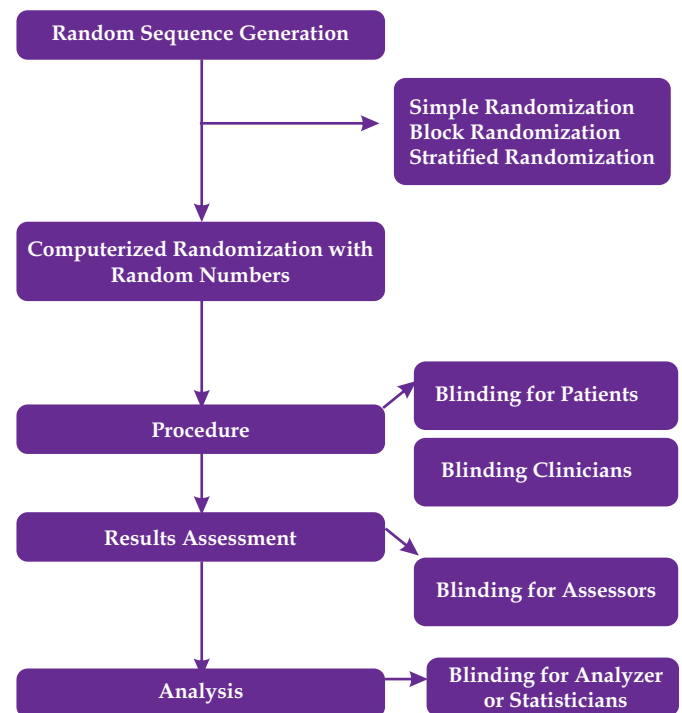 Random Sequence Generation
Simple Randomization
Block Randomization
Stratified Randomization
Computerized Randomization with
Random Numbers
Blinding for Patients
Procedure
Blinding Clinicians
Results Assessment
Blinding for Assessors
Analysis
Blinding for Analyzer
or Statisticians